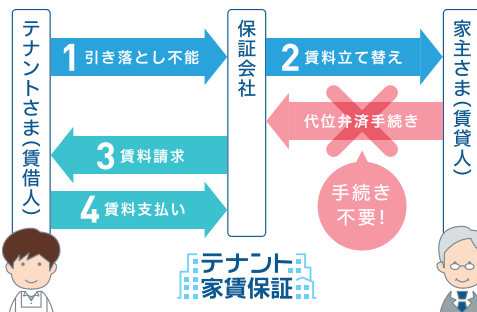 テナントさま（賃借人）
保証会社
家主さま（賃貸人）
1 引き落とし不能
2 賃料立て替え
代位弁済手続き
手続き
不要！
3 賃料請求
4 賃料支払い
テナント
家賃保証